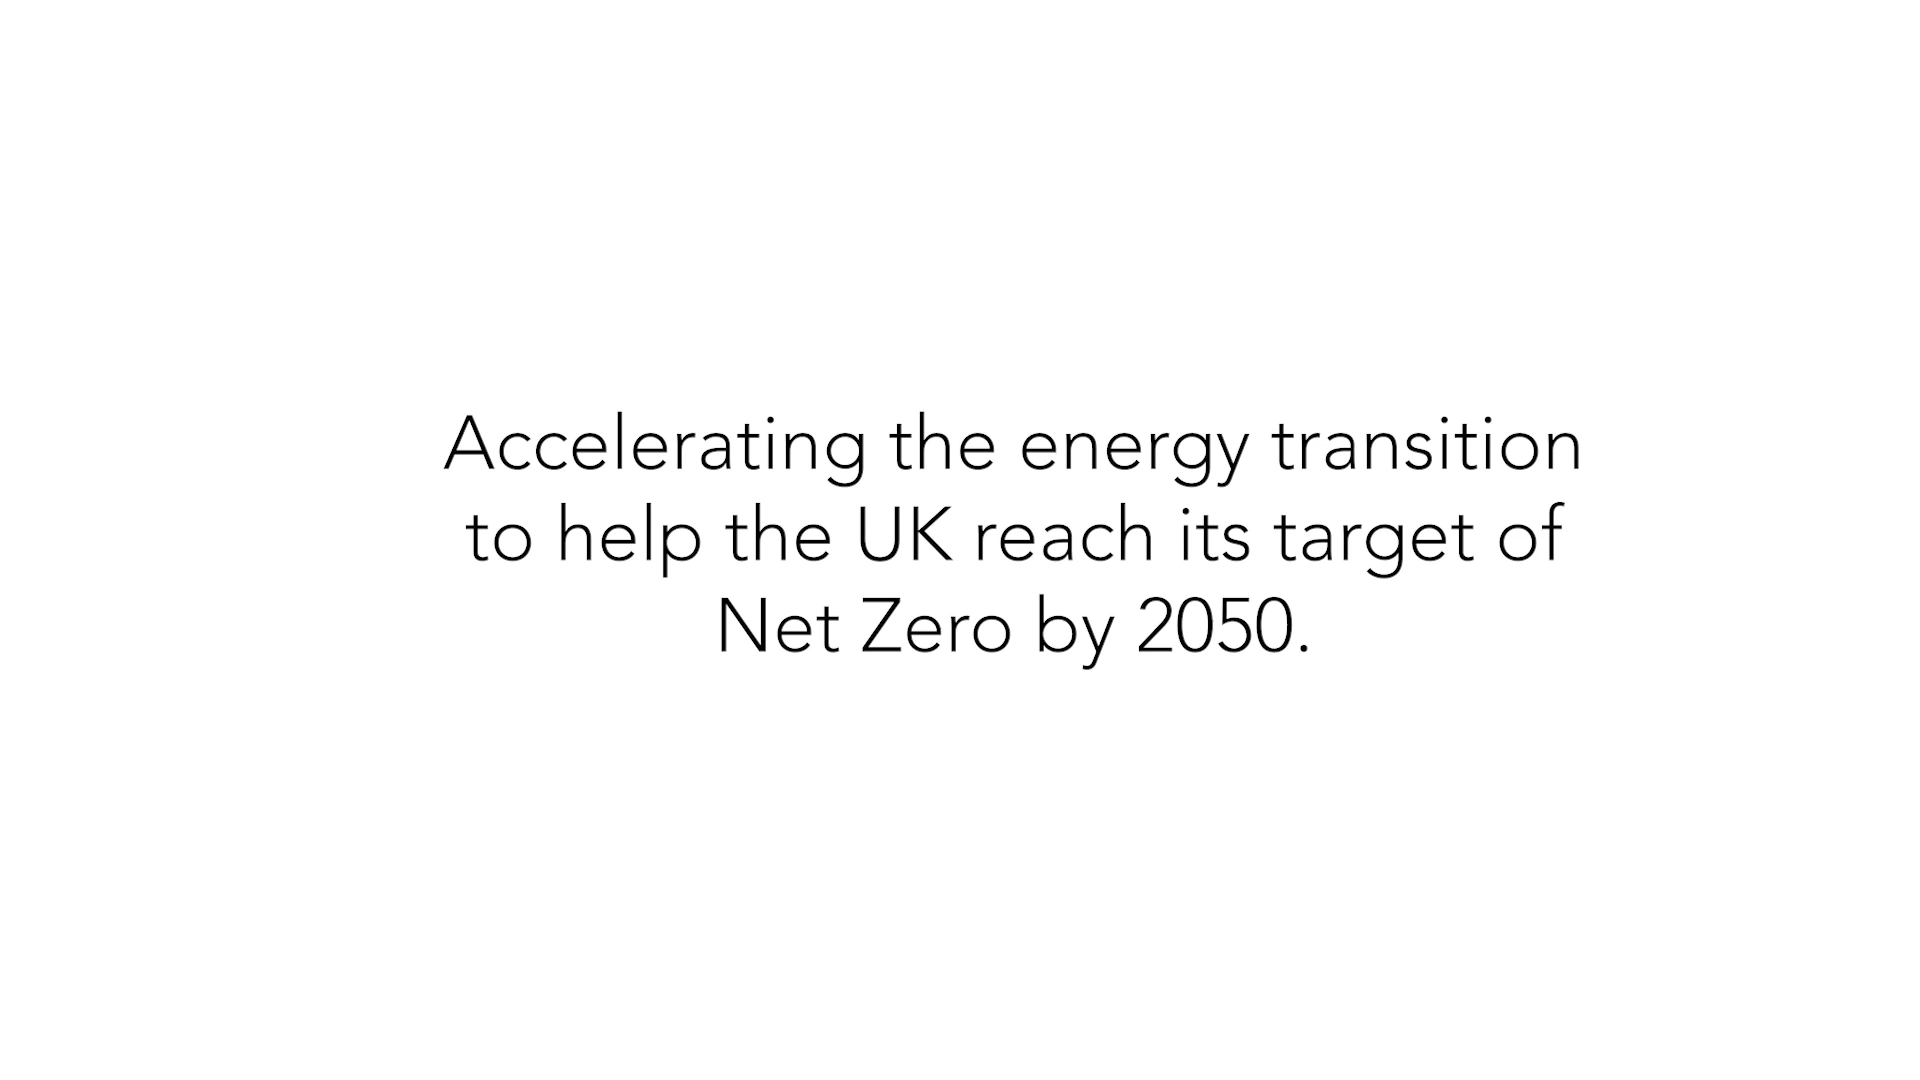 Accelerating the energy transition
to help the UK reach its target of
Net Zero by 2050.